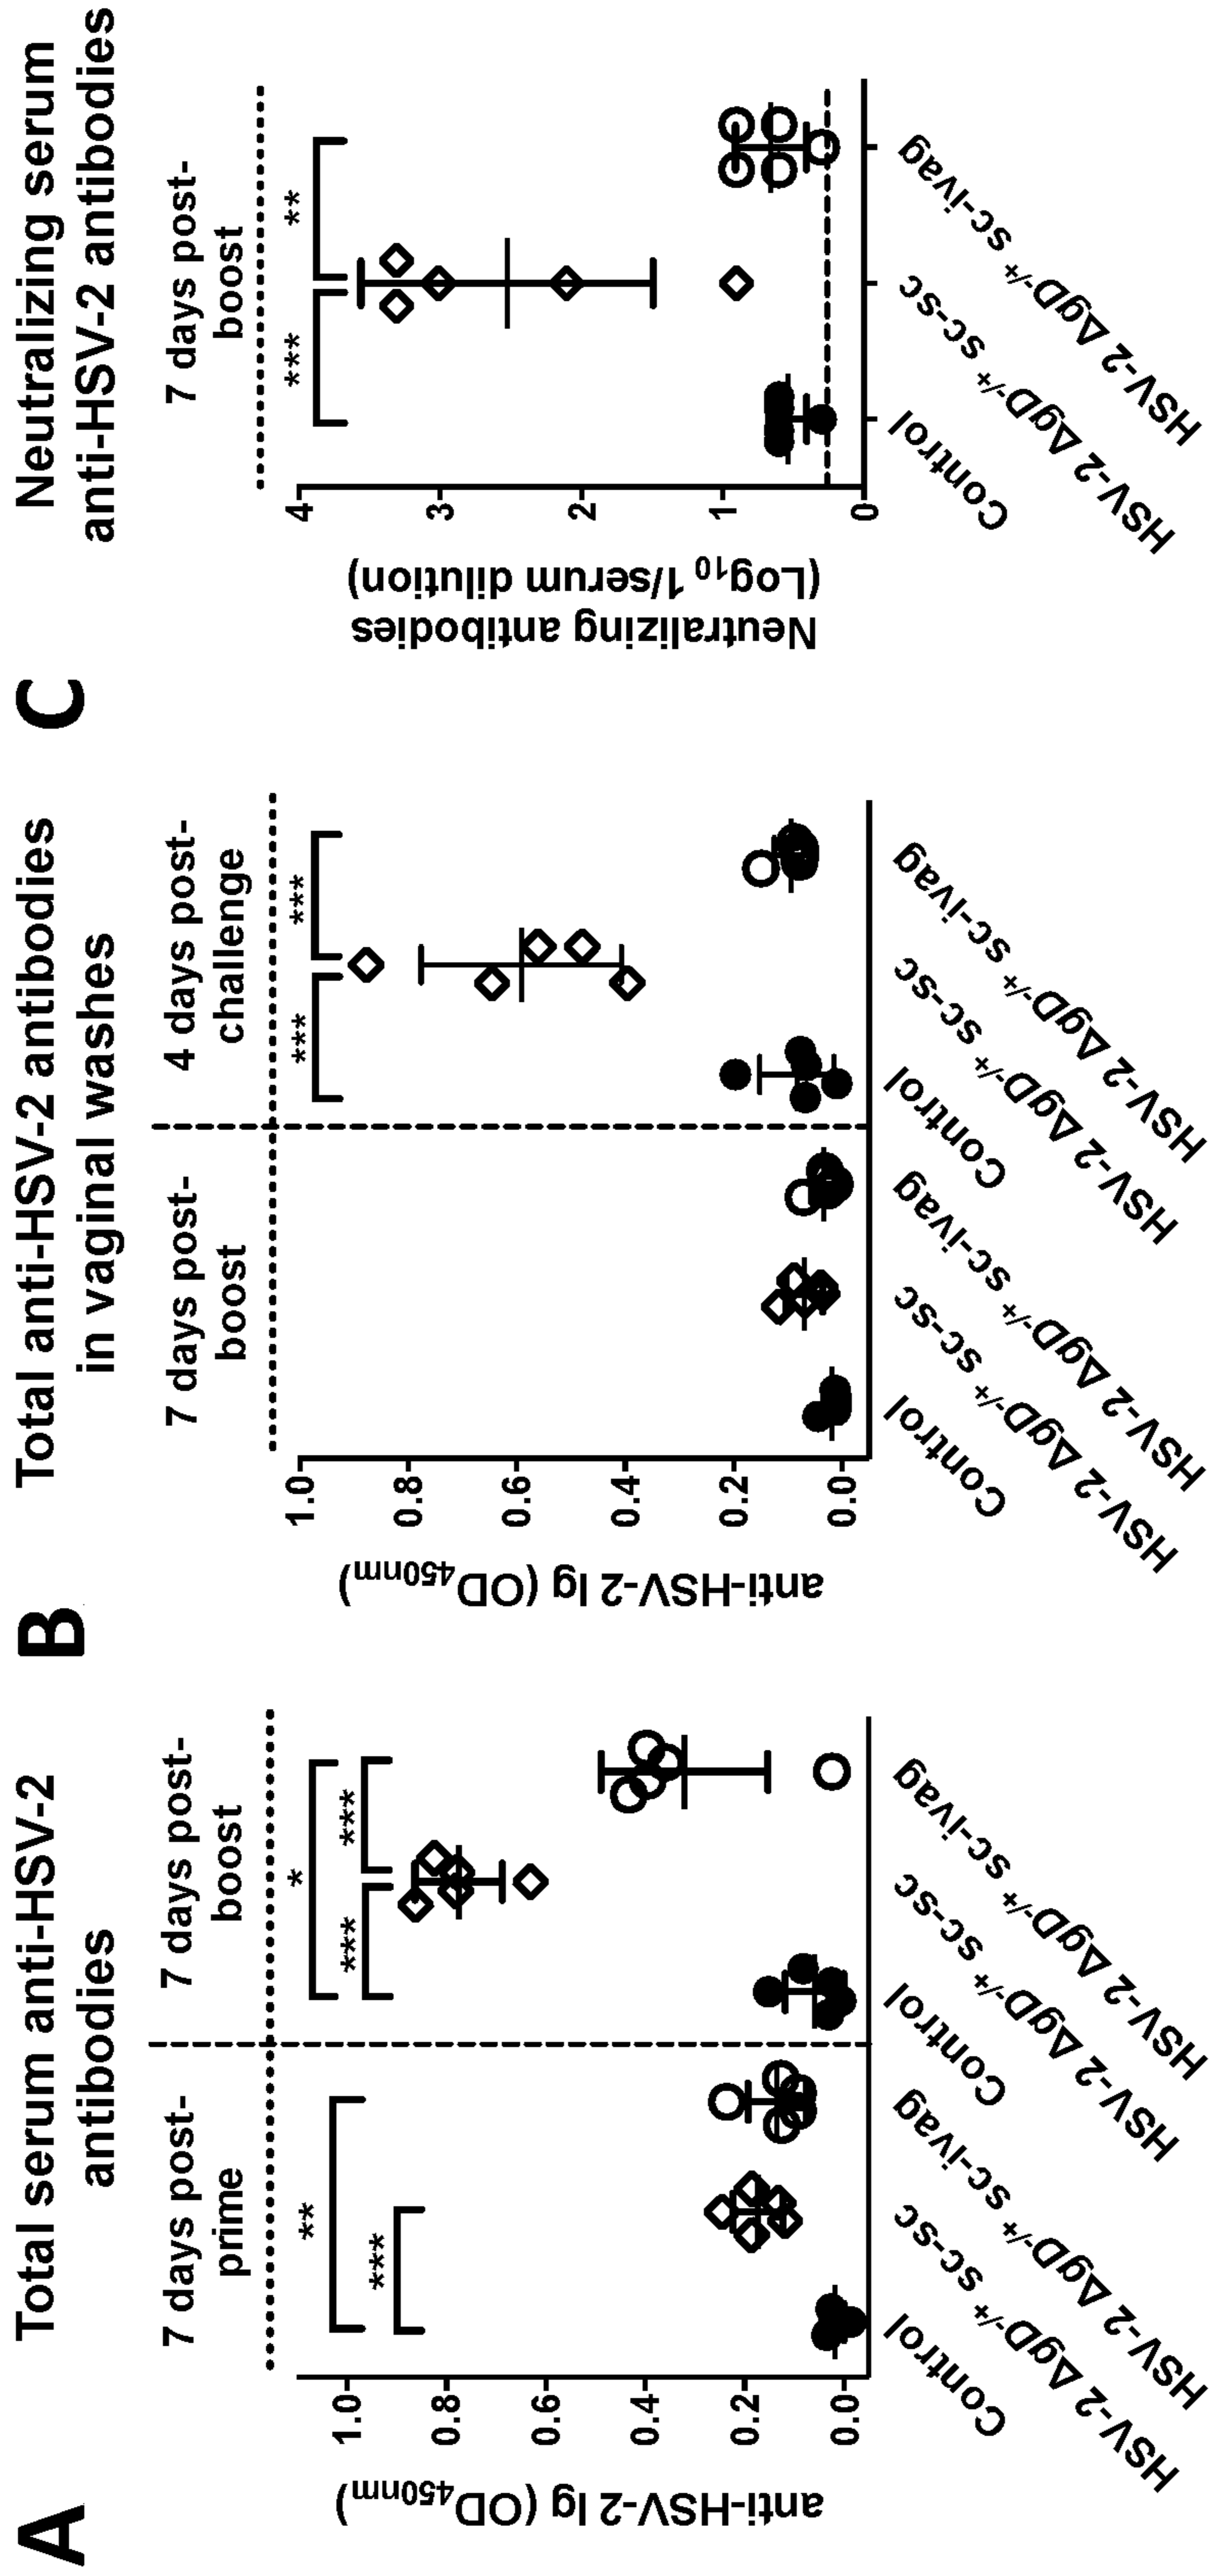 A
Total serum anti-HSV-2
antibodies
7 days post-
prime
7 days post-
boost
**
***
*
***
***
anti-HSV-2 Ig (OD450nm)
1.0
0.8
0.6
0.4
0.2
0.0
Control
HSV-2 ΔgD-/+ sc-sc
HSV-2 ΔgD-/+ sc-ivag
Control
HSV-2 ΔgD-/+ sc-sc
HSV-2 ΔgD-/+ sc-ivag
B
Total anti-HSV-2 antibodies
in vaginal washes
7 days post-
boost
4 days post-
challenge
***
***
anti-HSV-2 Ig (OD450nm)
1.0
0.8
0.6
0.4
0.2
0.0
Control
HSV-2 ΔgD-/+ sc-sc
HSV-2 ΔgD-/+ sc-ivag
Control
HSV-2 ΔgD-/+ sc-sc
HSV-2 ΔgD-/+ sc-ivag
C
Neutralizing serum
anti-HSV-2 antibodies
7 days post-
boost
***
**
Neutralizing antibodies
(Log10 1/serum dilution)
4
3
2
1
0
Control
HSV-2 ΔgD-/+ sc-sc
HSV-2 ΔgD-/+ sc-ivag